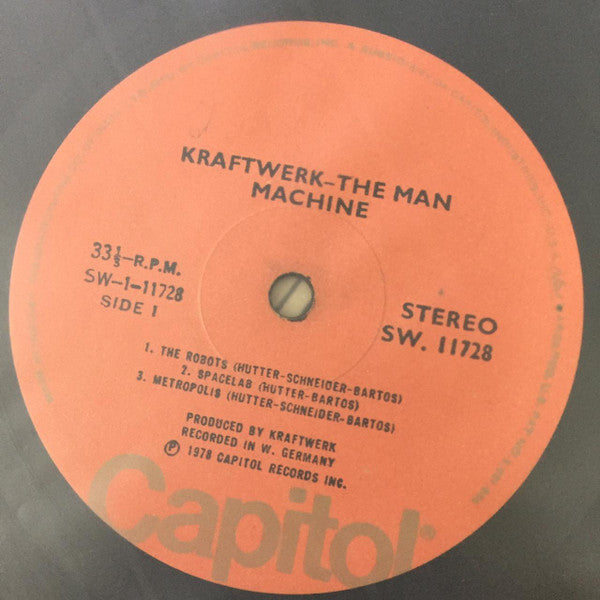 KRAFTWERK–THE MAN
MACHINE
33⅓–R.P.M.
SW–1–11728
SIDE 1
STEREO
SW. 11728
1. THE ROBOTS (HUTTER-SCHNEIDER-BARTOS)
2. SPACELAB (HUTTER-BARTOS)
3. METROPOLIS (HUTTER-SCHNEIDER-BARTOS)
PRODUCED BY KRAFTWERK
RECORDED IN W. GERMANY
Ⓟ 1978 CAPITOL RECORDS INC.
Capitol®